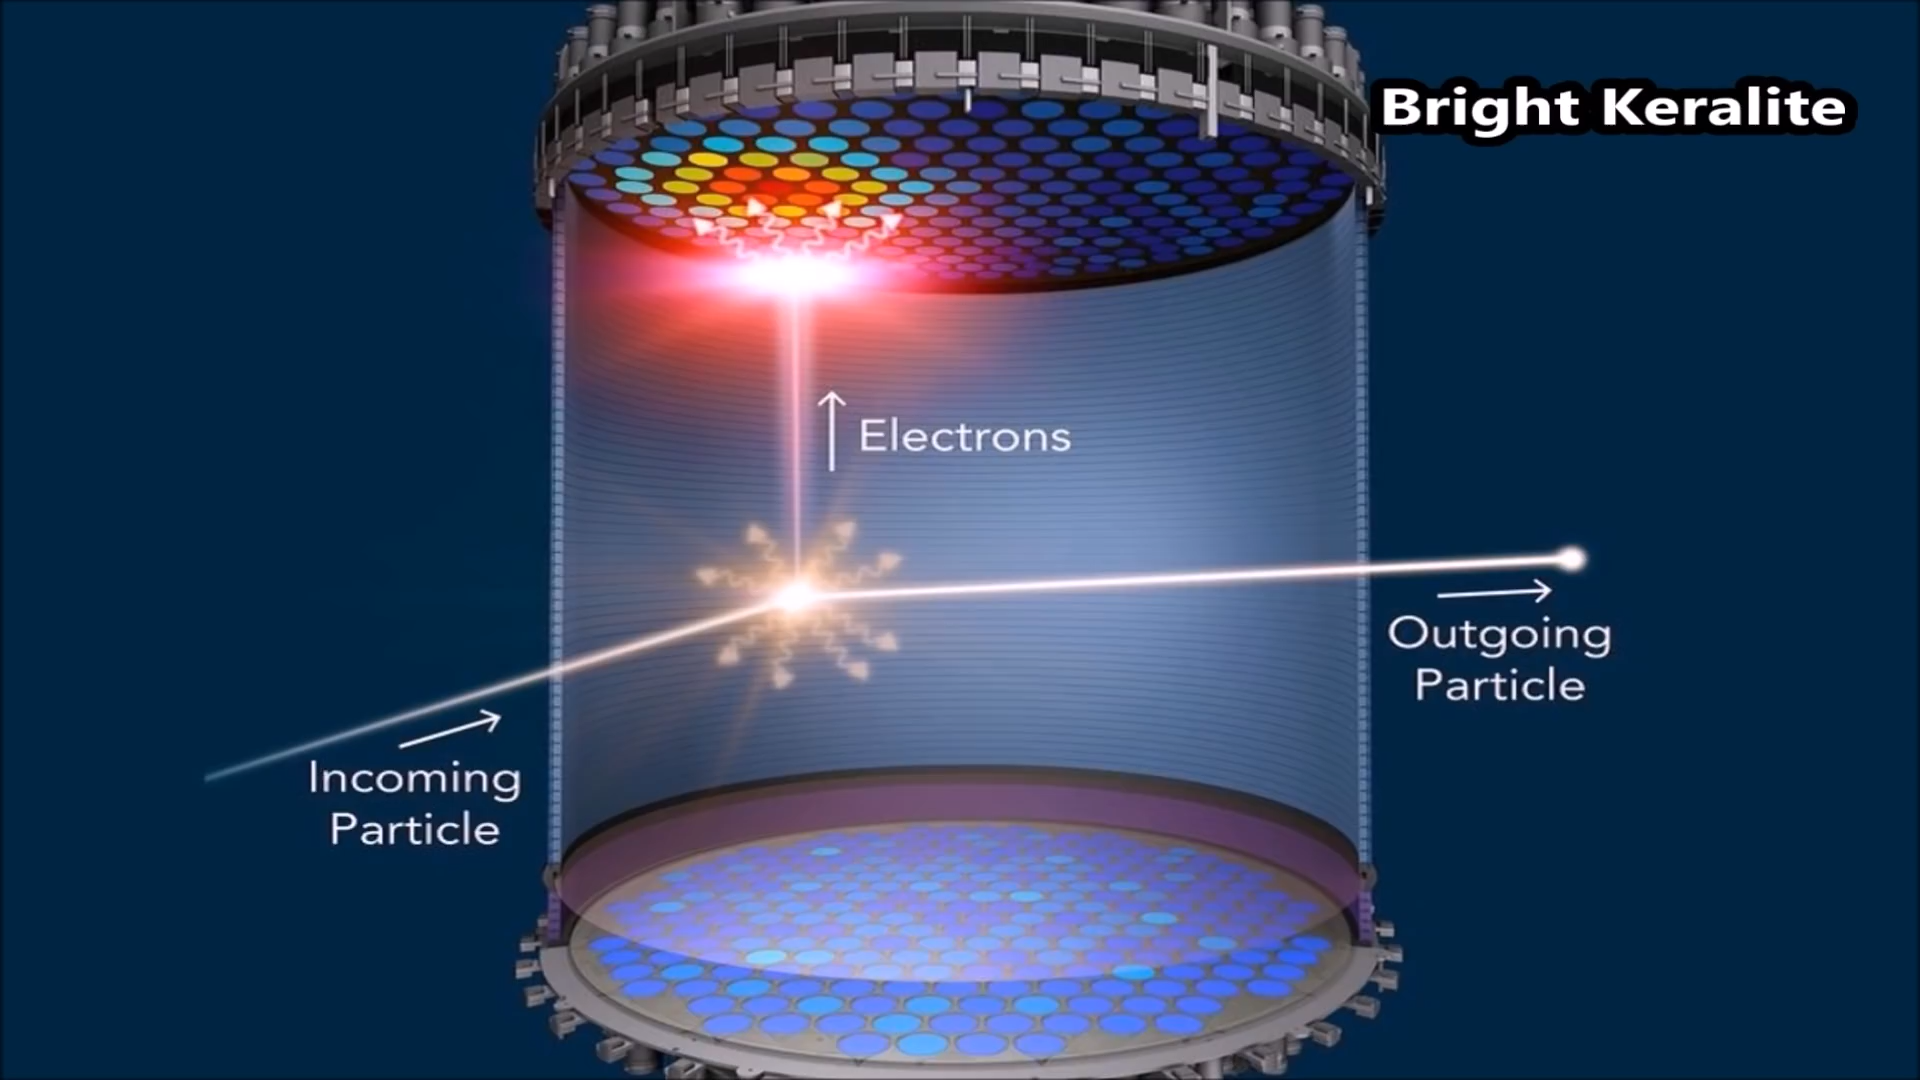 Bright Keralite
Electrons
Outgoing
Particle
Incoming
Particle